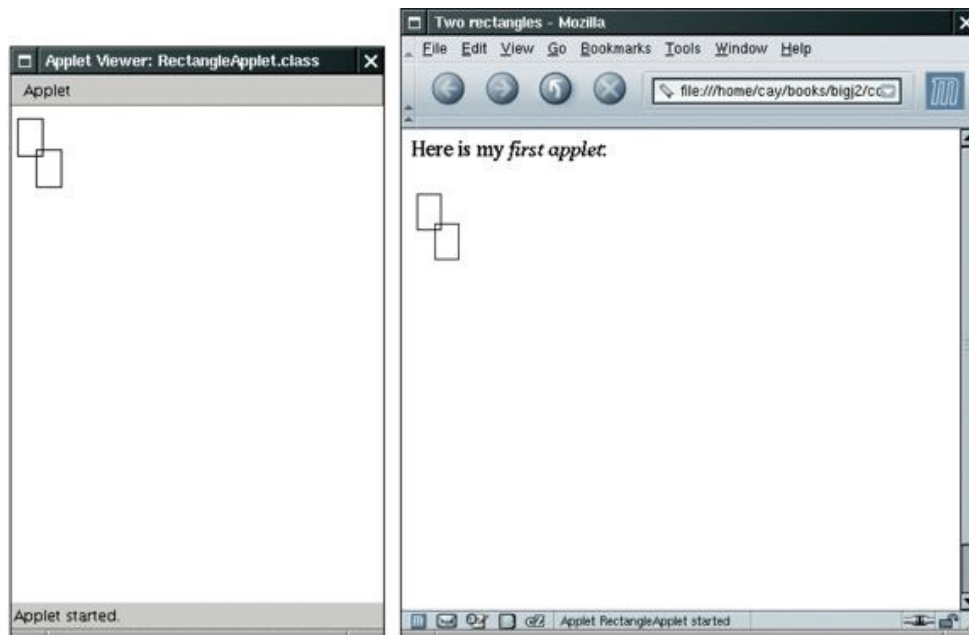 Applet Viewer: RectangleApplet.class
Applet
Applet started.
Two rectangles - Mozilla
File Edit View Go Bookmarks Tools Window Help
file:///home/cay/books/bigj2/cc
Here is my first applet:
Applet RectangleApplet started